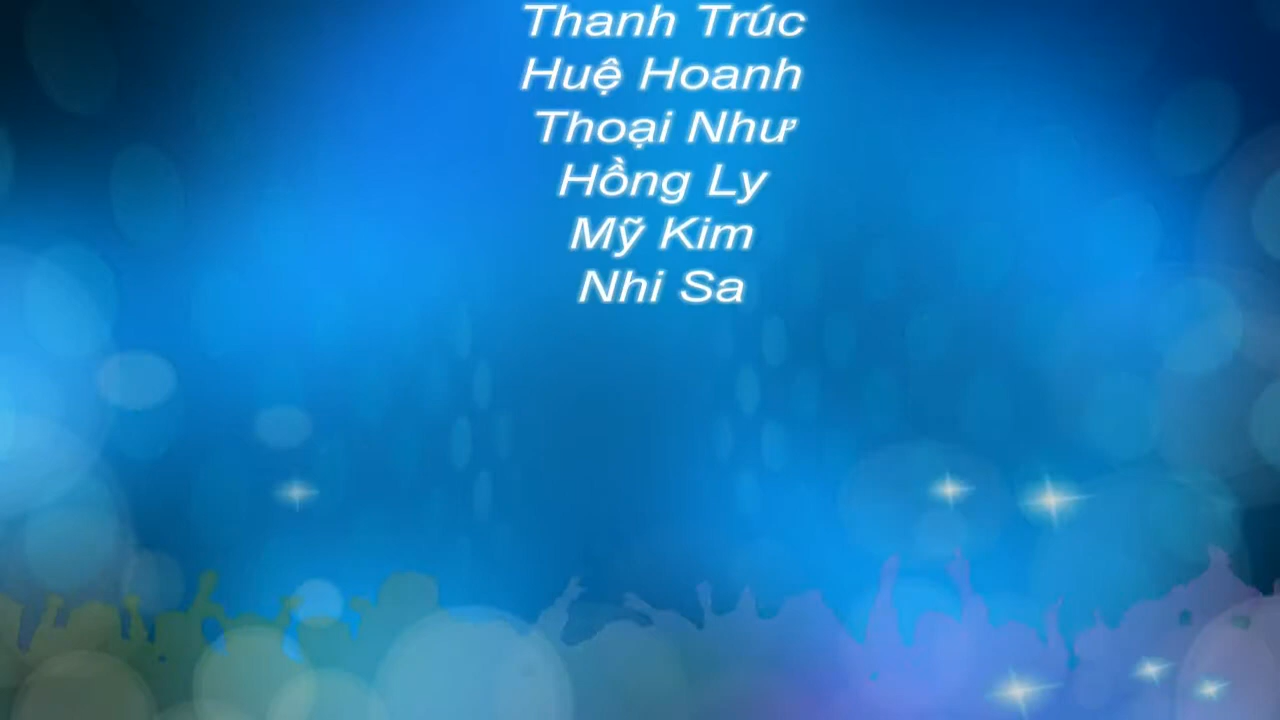 Thanh Trúc
Huệ Hoanh
Thoại Như
Hồng Ly
Mỹ Kim
Nhi Sa